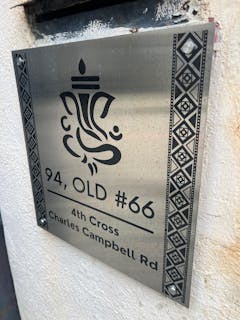 94, OLD #66
4th Cross
Charles Campbell Rd